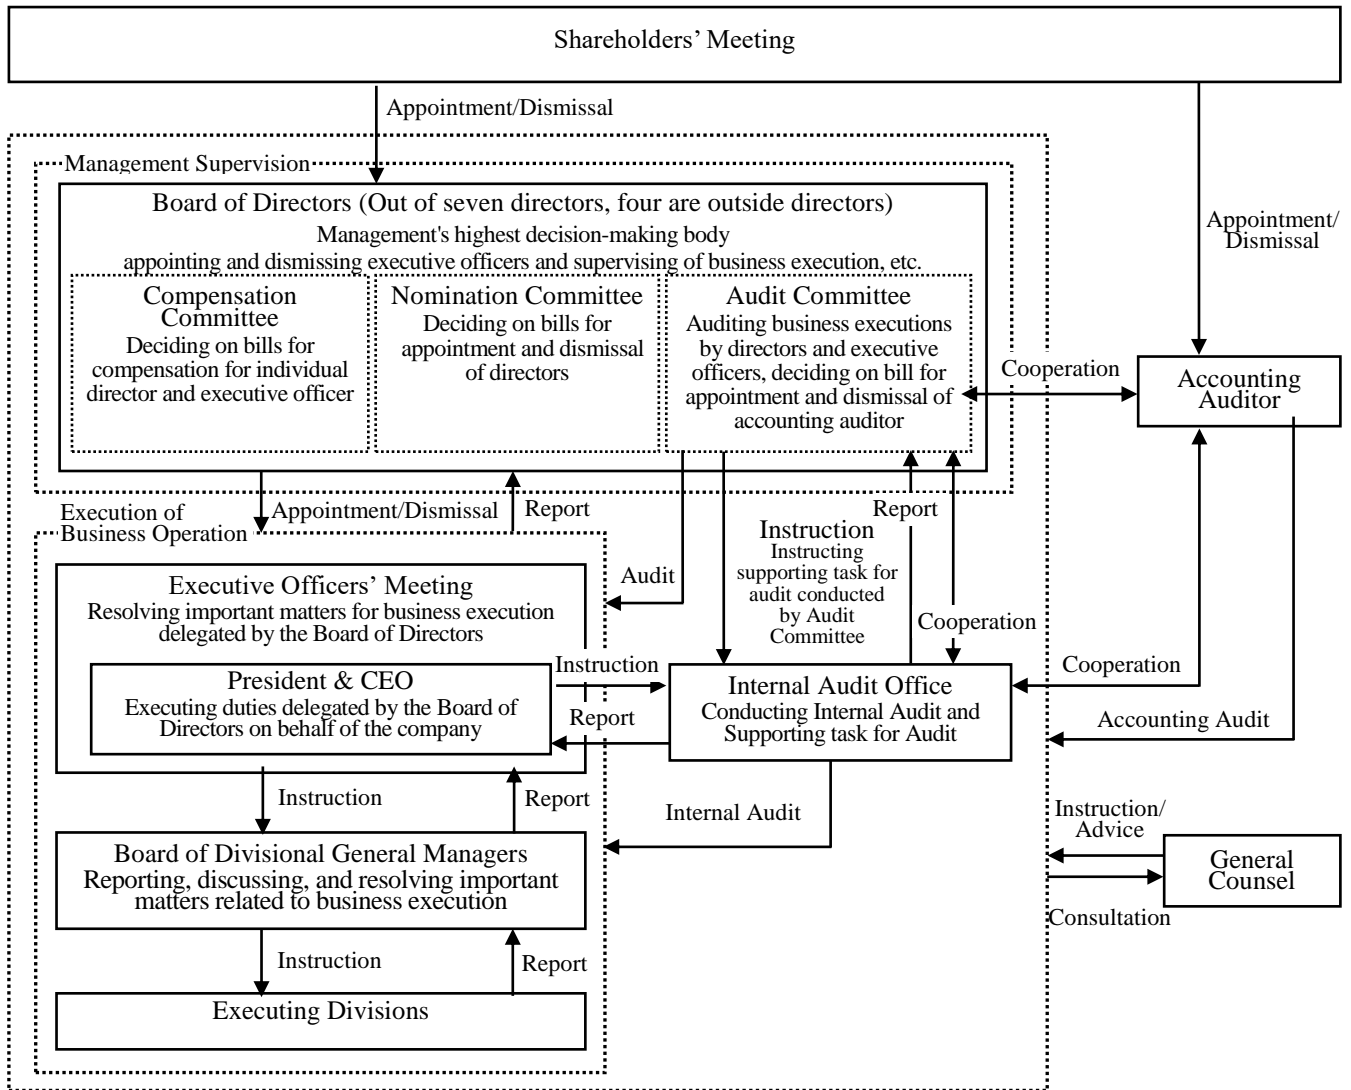 Shareholders’ Meeting
Appointment/Dismissal
Management Supervision
Board of Directors (Out of seven directors, four are outside directors)
Management's highest decision-making body
appointing and dismissing executive officers and supervising of business execution, etc.
Compensation
Committee
Deciding on bills for
compensation for individual
director and executive officer
Nomination Committee
Deciding on bills for
appointment and dismissal
of directors
Audit Committee
Auditing business executions
by directors and executive
officers, deciding on bill for
appointment and dismissal of
accounting auditor
Appointment/
Dismissal
Cooperation
Accounting
Auditor
Execution of
Business Operation
Appointment/Dismissal
Report
Audit
Instruction
Instructing
supporting task for
audit conducted
by Audit
Committee
Report
Cooperation
Executive Officers’ Meeting
Resolving important matters for business execution
delegated by the Board of Directors
President & CEO
Executing duties delegated by the Board of
Directors on behalf of the company
Instruction
Report
Internal Audit Office
Conducting Internal Audit and
Supporting task for Audit
Cooperation
Accounting Audit
Instruction
Report
Internal Audit
Board of Divisional General Managers
Reporting, discussing, and resolving important
matters related to business execution
Instruction/
Advice
General
Counsel
Consultation
Instruction
Report
Executing Divisions